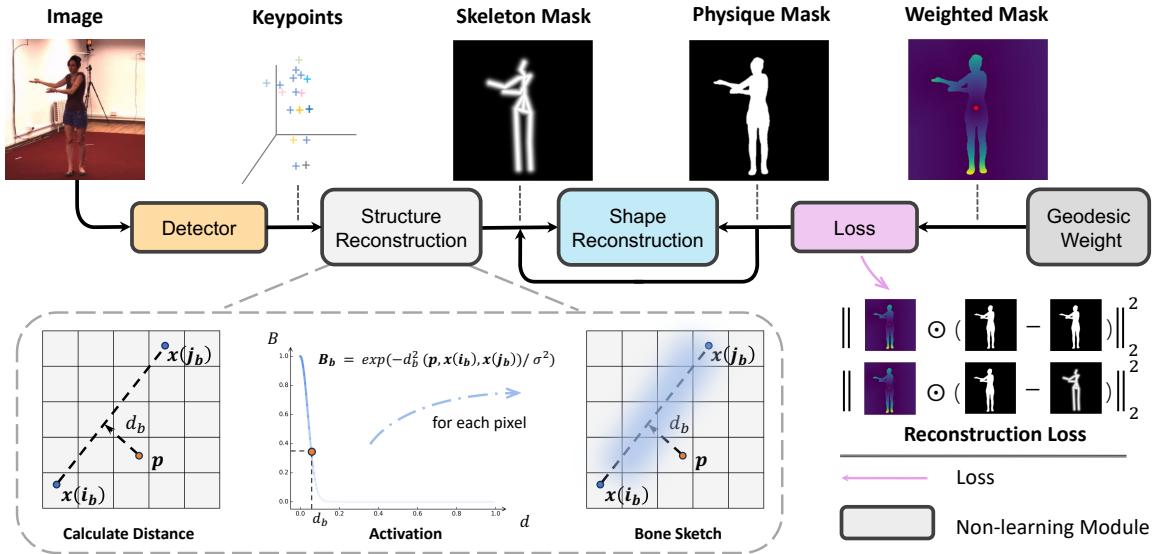 Image
Keypoints
Skeleton Mask
Physique Mask
Weighted Mask
Detector
Structure
Reconstruction
Shape
Reconstruction
Loss
Geodesic
Weight
x(j_b)
d_b
p
x(i_b)
Calculate Distance
B
B_b = exp(−d_b^2(p, x(i_b), x(j_b))/ σ^2)
for each pixel
1.0
0.8
0.6
0.4
0.2
0.0
0.0 0.2 0.4 0.6 0.8 1.0
d_b
d
Activation
x(j_b)
d_b
p
x(i_b)
Bone Sketch
‖ ⊙ ( − )‖_2^2
‖ ⊙ ( − )‖_2^2
Reconstruction Loss
Loss
Non-learning Module